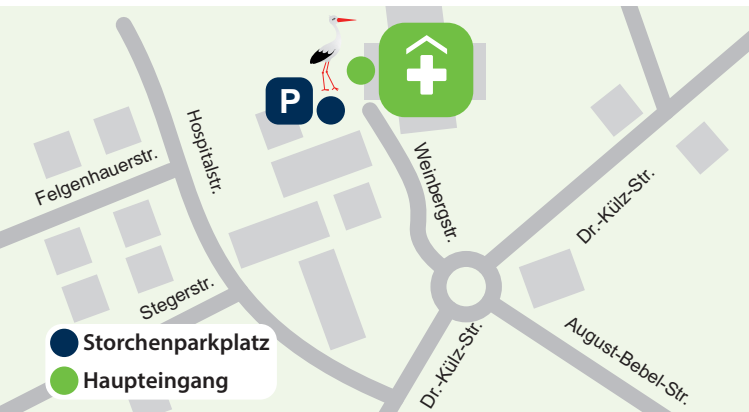 P
Hospitalstr.
Felgenhauerstr.
Weinbergstr.
Dr.-Külz-Str.
Stegerstr.
Dr.-Külz-Str.
August-Bebel-Str.
Storchenparkplatz
Haupteingang